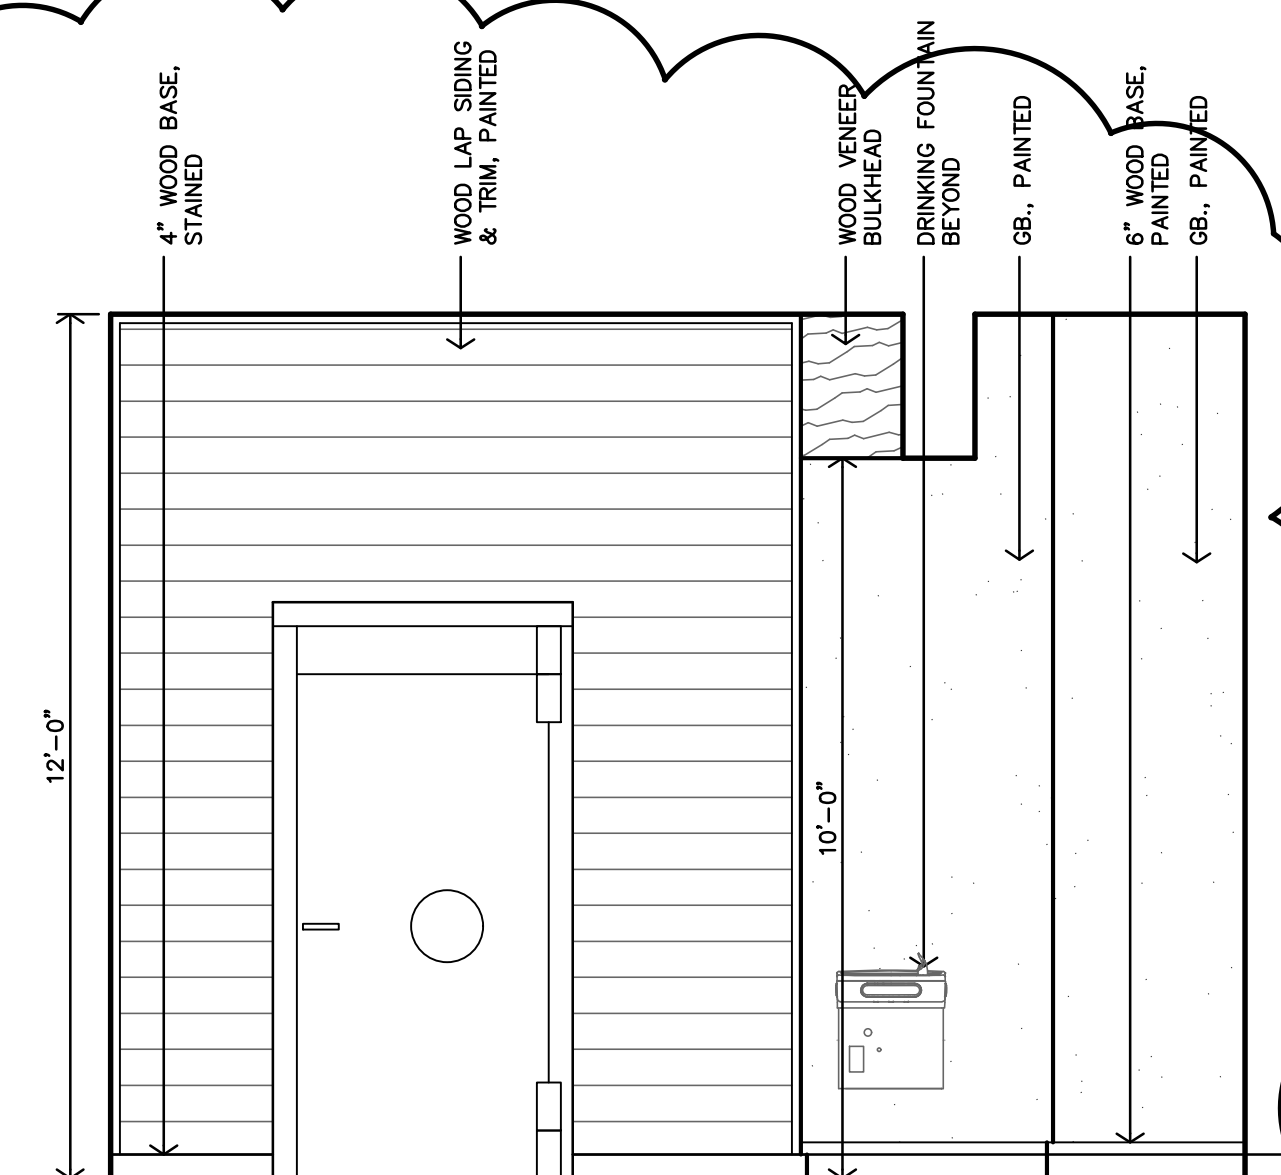 4" WOOD BASE,
STAINED
WOOD LAP SIDING
& TRIM, PAINTED
WOOD VENEER
BULKHEAD
DRINKING FOUNTAIN
BEYOND
GB., PAINTED
6" WOOD BASE,
PAINTED
GB., PAINTED
12'-0"
10'-0"